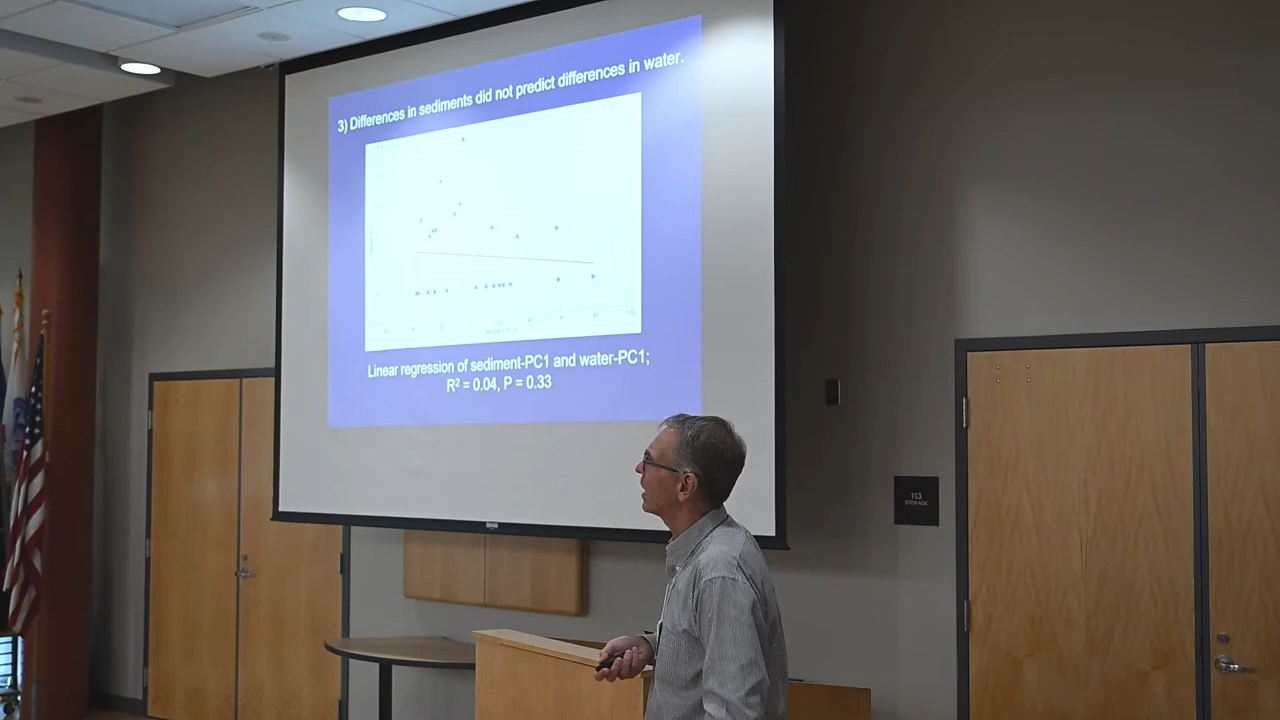 3) Differences in sediments did not predict differences in water.
Linear regression of sediment-PC1 and water-PC1;
R² = 0.04, P = 0.33
113
STORAGE